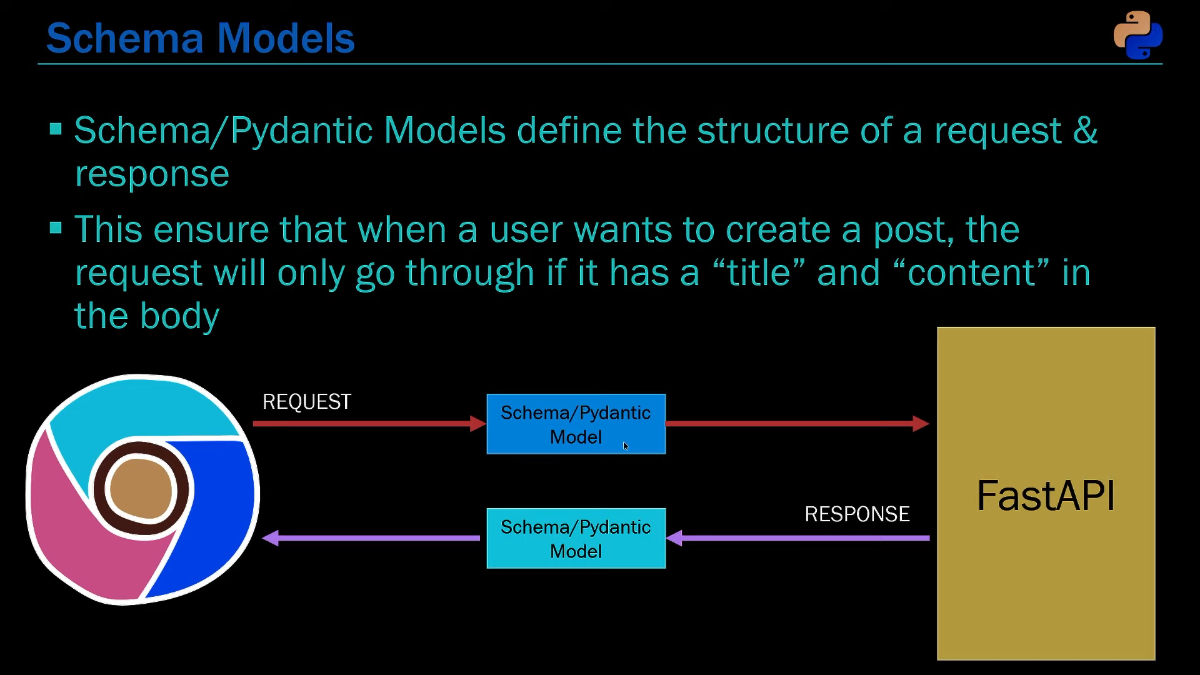 Schema Models
▪ Schema/Pydantic Models define the structure of a request &
response
▪ This ensure that when a user wants to create a post, the
request will only go through if it has a “title” and “content” in
the body
REQUEST
Schema/Pydantic
Model
FastAPI
RESPONSE
Schema/Pydantic
Model